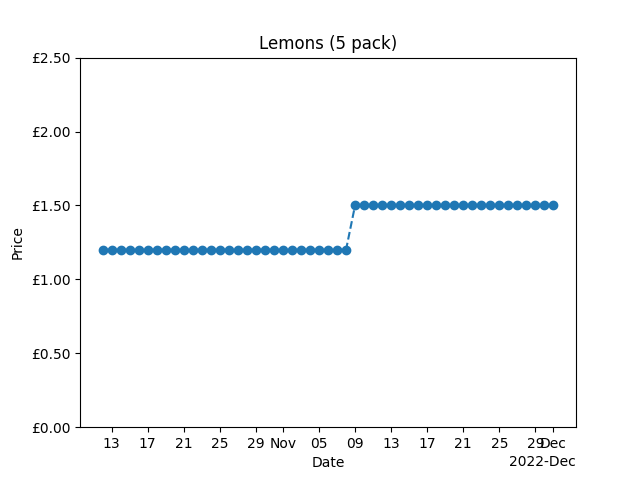 Lemons (5 pack)
£2.50
£2.00
£1.50
£1.00
£0.50
£0.00
Price
13 17 21 25 29 Nov 05 09 13 17 21 25 29 Dec
Date
2022-Dec